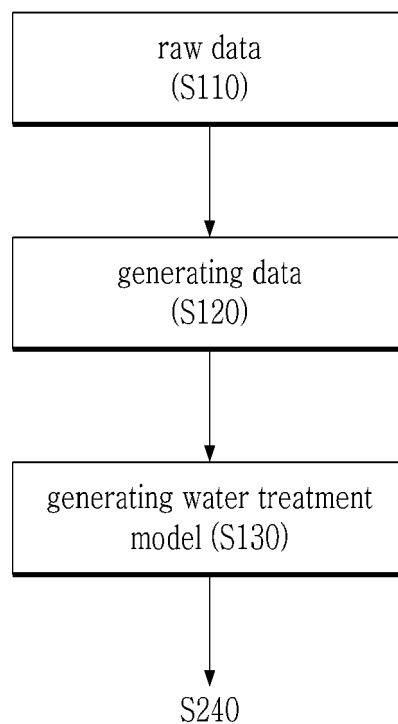 raw data
(S110)
generating data
(S120)
generating water treatment
model (S130)
S240